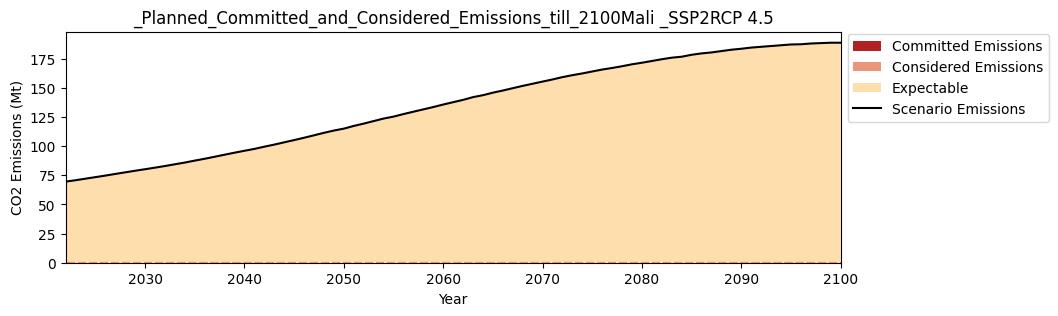 _Planned_Committed_and_Considered_Emissions_till_2100Mali _SSP2RCP 4.5
Committed Emissions
Considered Emissions
Expectable
Scenario Emissions
CO2 Emissions (Mt)
175
150
125
100
75
50
25
0
2030 2040 2050 2060 2070 2080 2090 2100
Year